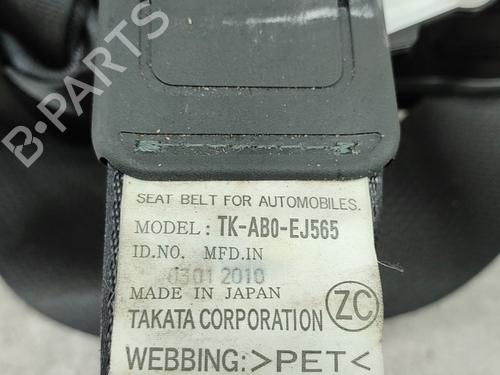 B-PARTS
SEAT BELT FOR AUTOMOBILES.
MODEL: TK-AB0-EJ565
ID.NO. MFD.IN
0301 2010
MADE IN JAPAN
ZC
TAKATA CORPORATION
WEBBING: >PET<